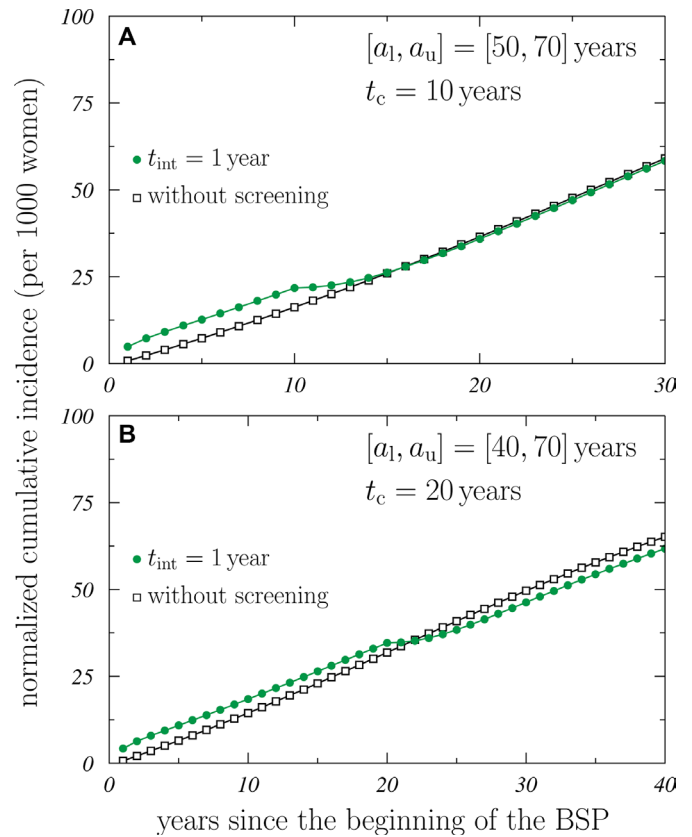 normalized cumulative incidence (per 1000 women)
A
[a_l, a_u] = [50, 70] years
t_c = 10 years
t_int = 1 year
without screening
100
75
50
25
0
0 10 20 30
B
[a_l, a_u] = [40, 70] years
t_c = 20 years
t_int = 1 year
without screening
100
75
50
25
0
0 10 20 30 40
years since the beginning of the BSP